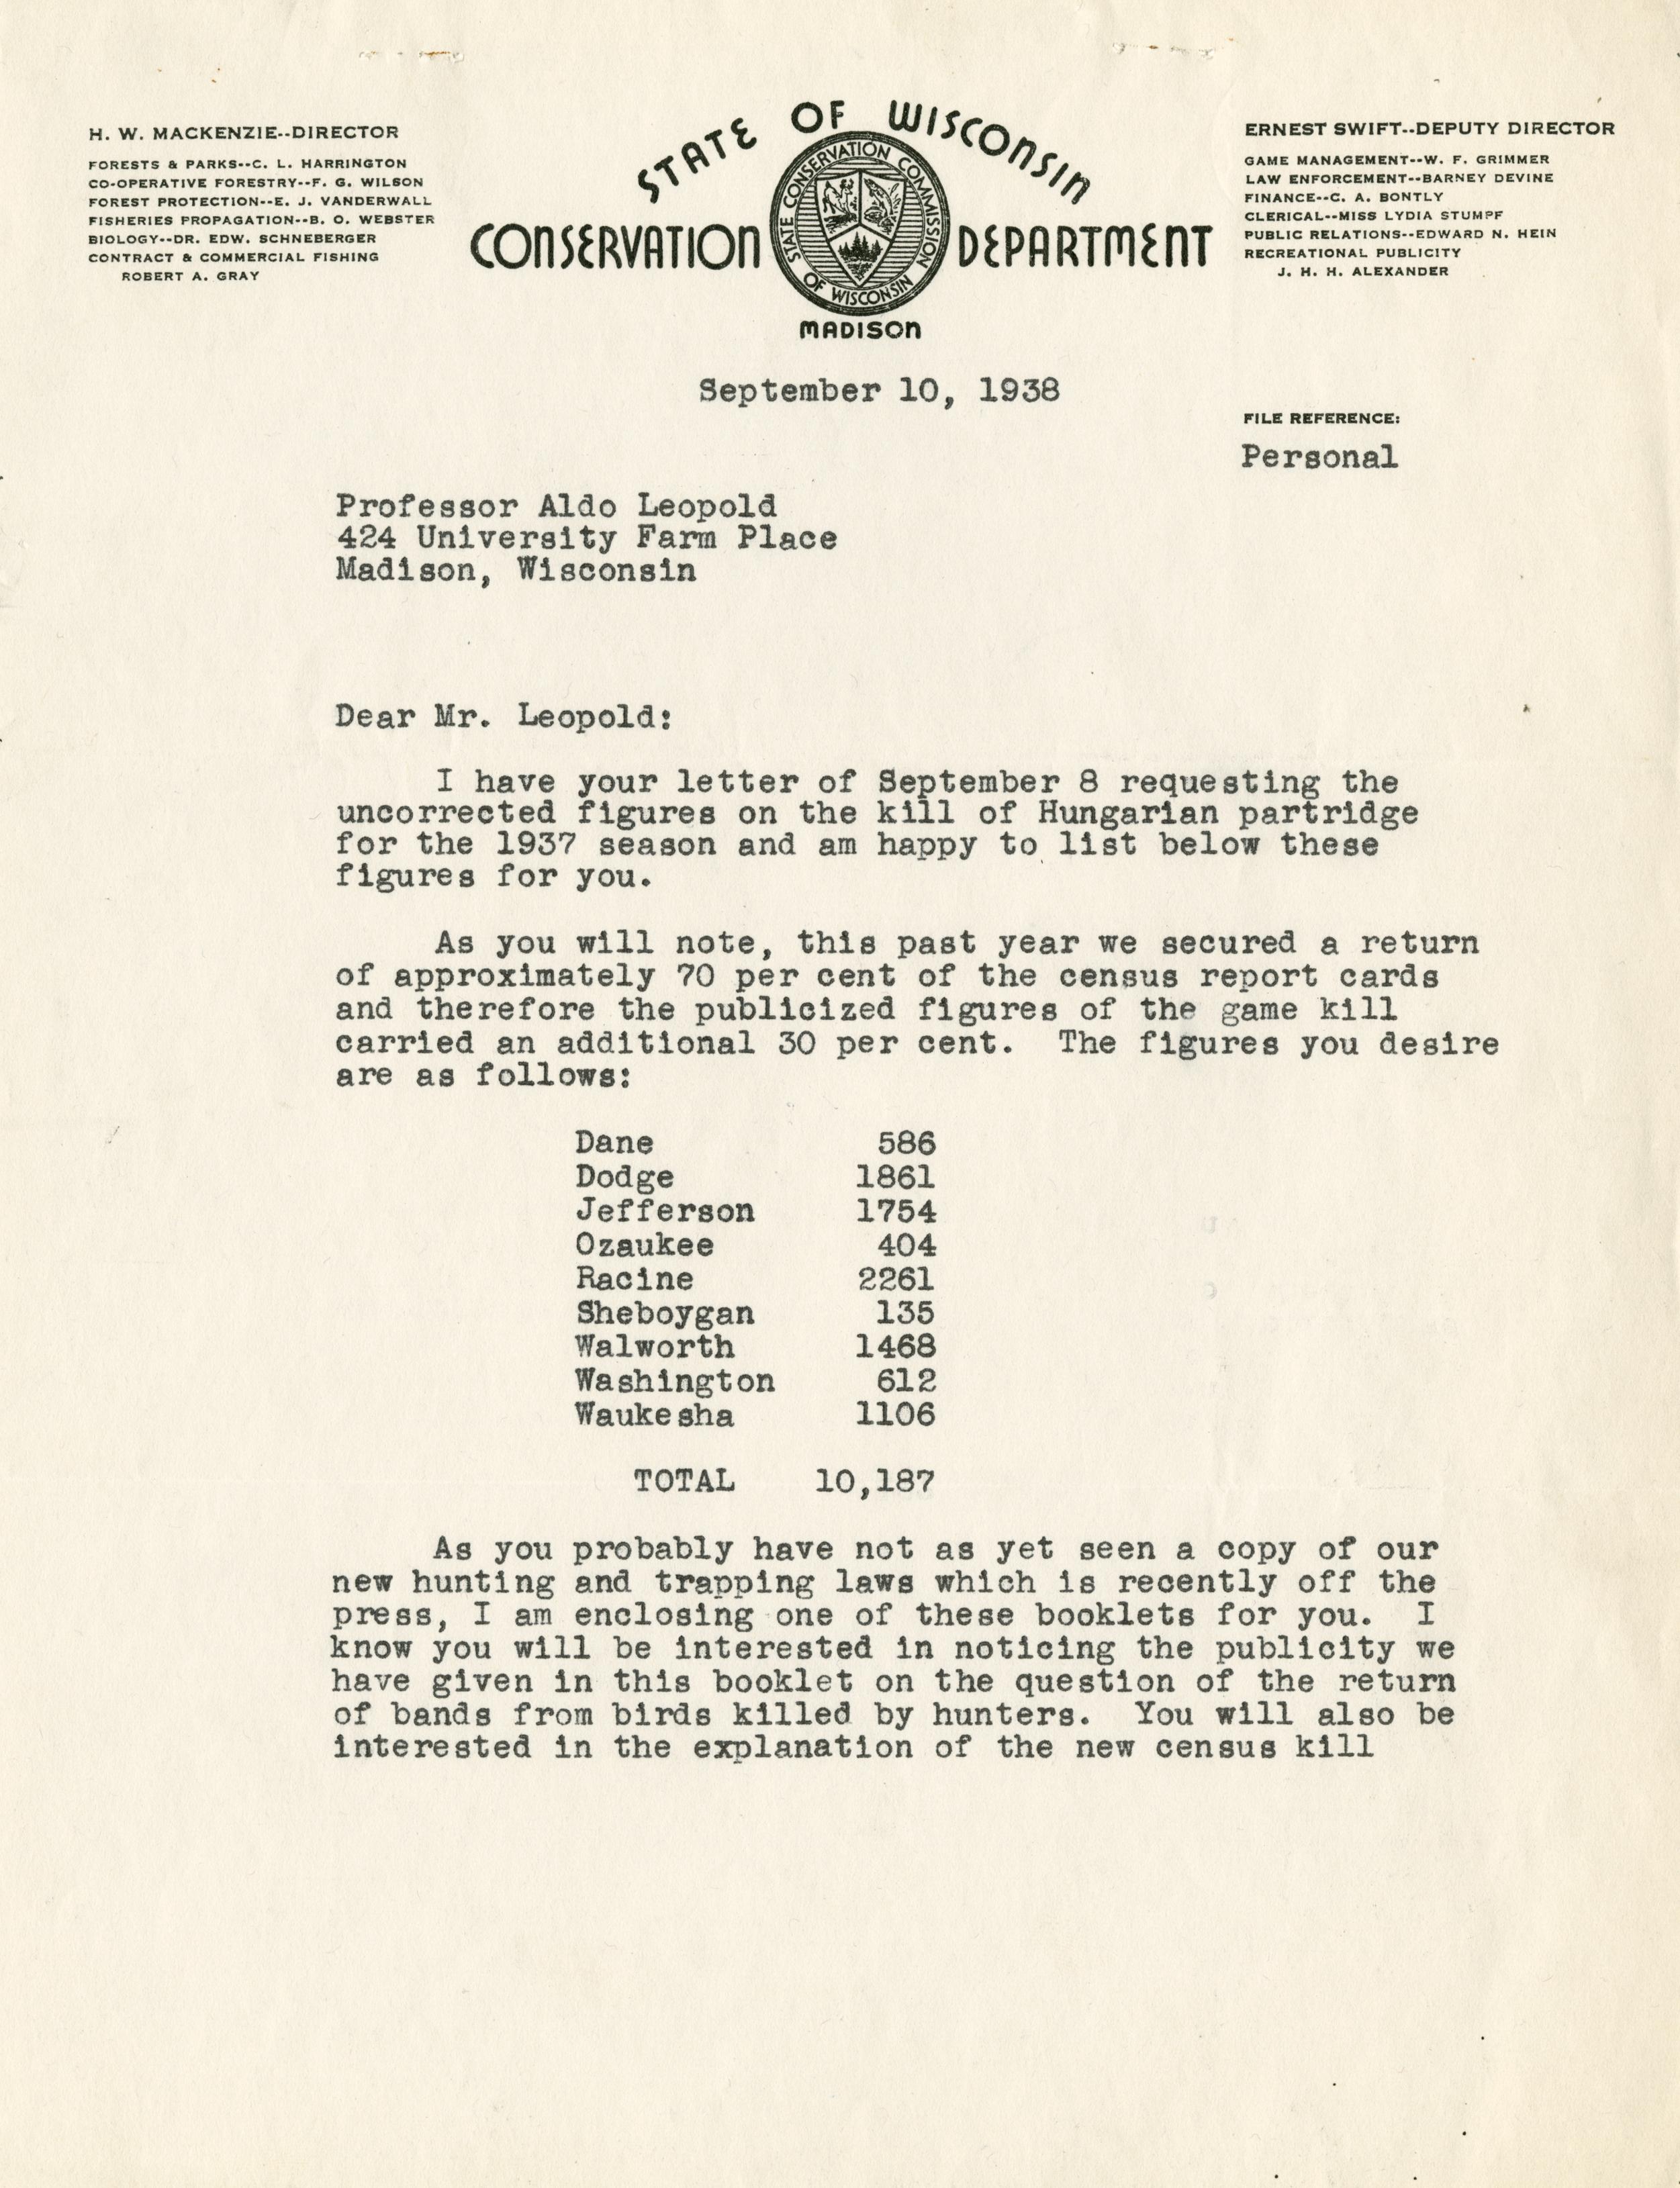 H. W. MACKENZIE--DIRECTOR
FORESTS & PARKS--C. L. HARRINGTON
CO-OPERATIVE FORESTRY--F. G. WILSON
FOREST PROTECTION--E. J. VANDERWALL
FISHERIES PROPAGATION--B. O. WEBSTER
BIOLOGY--DR. EDW. SCHNEBERGER
CONTRACT & COMMERCIAL FISHING
ROBERT A. GRAY
STATE OF WISCONSIN
CONSERVATION DEPARTMENT
STATE CONSERVATION COMMISSION
OF WISCONSIN
MADISON
ERNEST SWIFT--DEPUTY DIRECTOR
GAME MANAGEMENT--W. F. GRIMMER
LAW ENFORCEMENT--BARNEY DEVINE
FINANCE--C. A. BONTLY
CLERICAL--MISS LYDIA STUMPF
PUBLIC RELATIONS--EDWARD N. HEIN
RECREATIONAL PUBLICITY
J. H. H. ALEXANDER
September 10, 1938
FILE REFERENCE:
Personal
Professor Aldo Leopold
424 University Farm Place
Madison, Wisconsin
Dear Mr. Leopold:
I have your letter of September 8 requesting the
uncorrected figures on the kill of Hungarian partridge
for the 1937 season and am happy to list below these
figures for you.
As you will note, this past year we secured a return
of approximately 70 per cent of the census report cards
and therefore the publicized figures of the game kill
carried an additional 30 per cent. The figures you desire
are as follows:
Dane 586
Dodge 1861
Jefferson 1754
Ozaukee 404
Racine 2261
Sheboygan 135
Walworth 1468
Washington 612
Waukesha 1106
TOTAL 10,187
As you probably have not as yet seen a copy of our
new hunting and trapping laws which is recently off the
press, I am enclosing one of these booklets for you. I
know you will be interested in noticing the publicity we
have given in this booklet on the question of the return
of bands from birds killed by hunters. You will also be
interested in the explanation of the new census kill